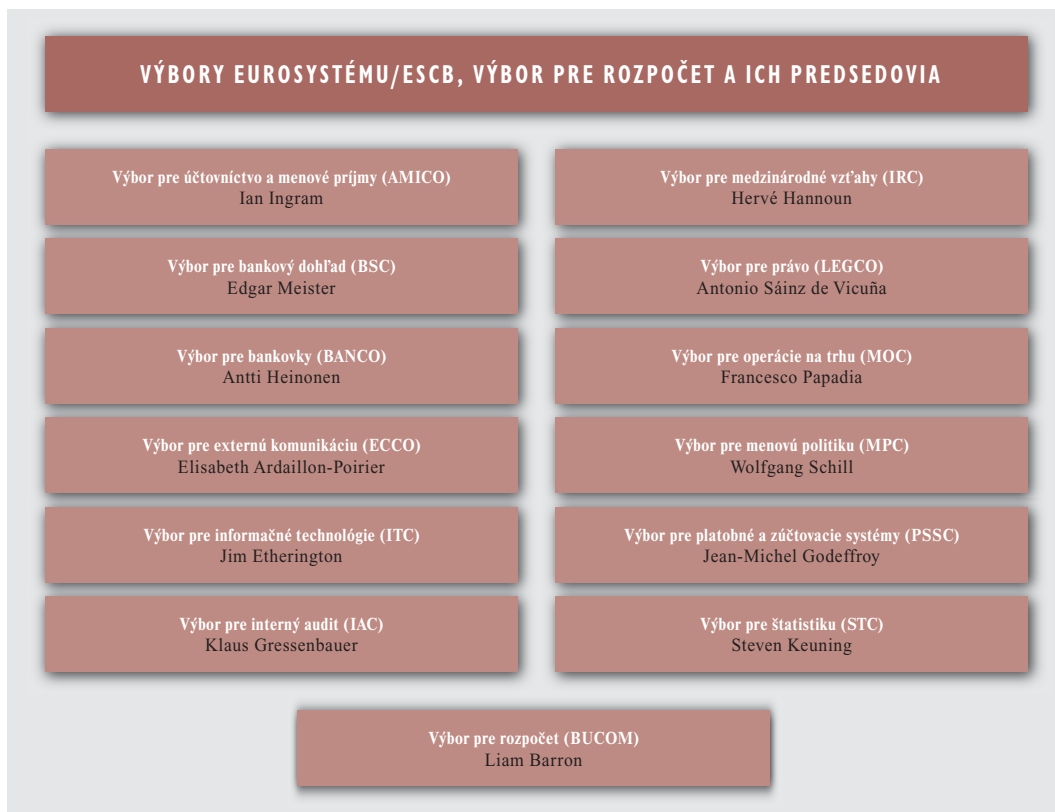 VÝBORY EUROSYSTÉMU/ESCB, VÝBOR PRE ROZPOČET A ICH PREDSEDOVIA
Výbor pre účtovníctvo a menové príjmy (AMICO)
Ian Ingram
Výbor pre bankový dohľad (BSC)
Edgar Meister
Výbor pre bankovky (BANCO)
Antti Heinonen
Výbor pre externú komunikáciu (ECCO)
Elisabeth Ardaillon-Poirier
Výbor pre informačné technológie (ITC)
Jim Etherington
Výbor pre interný audit (IAC)
Klaus Gressenbauer
Výbor pre medzinárodné vzťahy (IRC)
Hervé Hannoun
Výbor pre právo (LEGCO)
Antonio Sáinz de Vicuña
Výbor pre operácie na trhu (MOC)
Francesco Papadia
Výbor pre menovú politiku (MPC)
Wolfgang Schill
Výbor pre platobné a zúčtovacie systémy (PSSC)
Jean-Michel Godeffroy
Výbor pre štatistiku (STC)
Steven Keuning
Výbor pre rozpočet (BUCOM)
Liam Barron